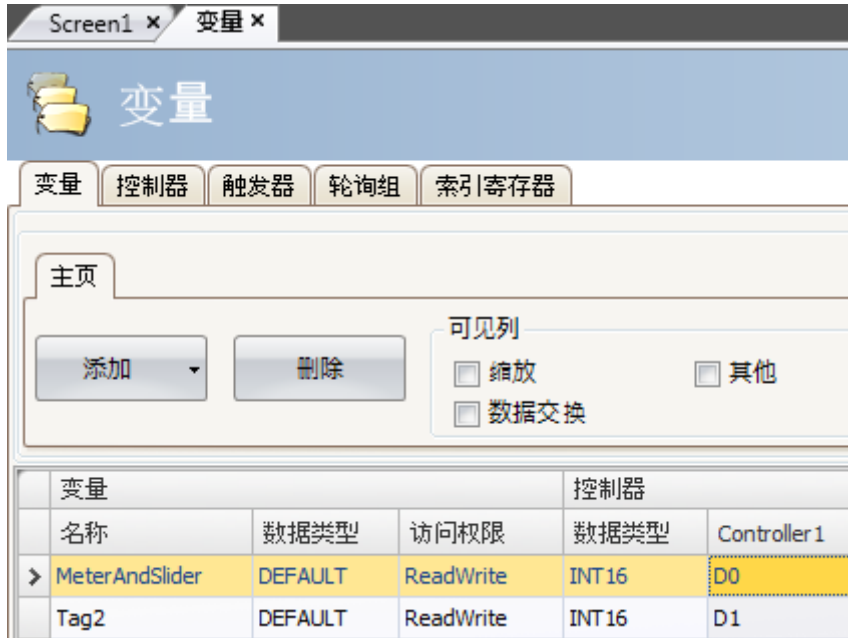 Screen1 × 变量 ×
变量
变量 控制器 触发器 轮询组 索引寄存器
主页
添加 删除 可见列
缩放 其他
数据交换
变量 控制器
名称 数据类型 访问权限 数据类型 Controller1
MeterAndSlider DEFAULT ReadWrite INT16 D0
Tag2 DEFAULT ReadWrite INT16 D1